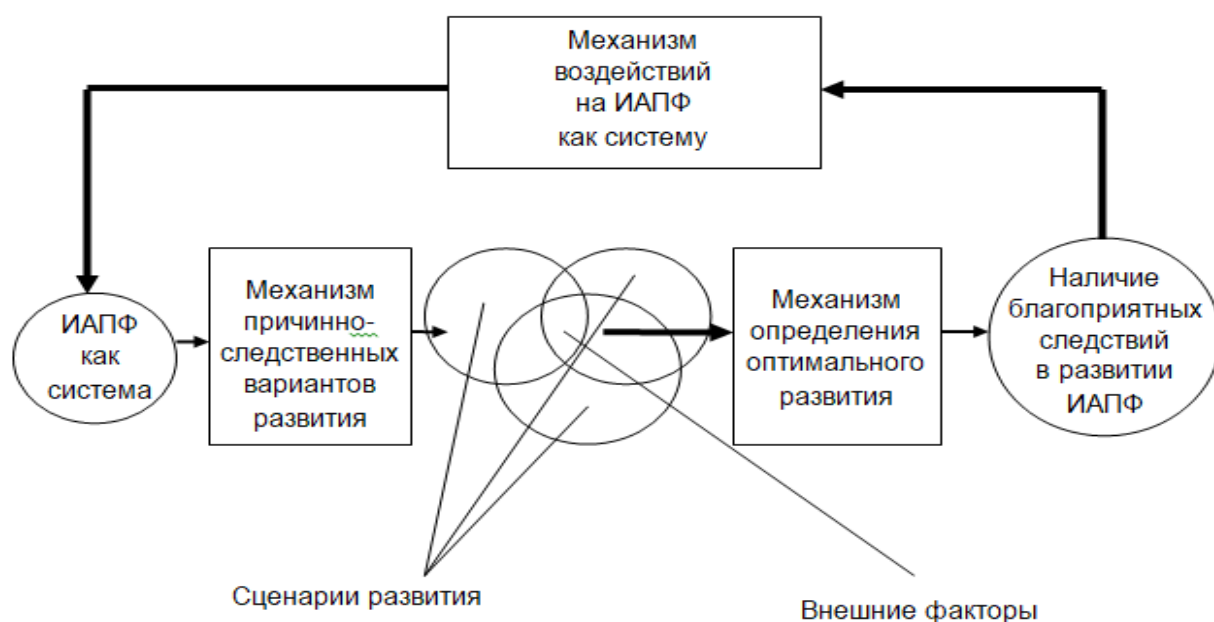 Механизм
воздействий
на ИАПФ
как систему
ИАПФ
как
система
Механизм
причинно-
следственных
вариантов
развития
Механизм
определения
оптимального
развития
Наличие
благоприятных
следствий
в развитии
ИАПФ
Сценарии развития
Внешние факторы